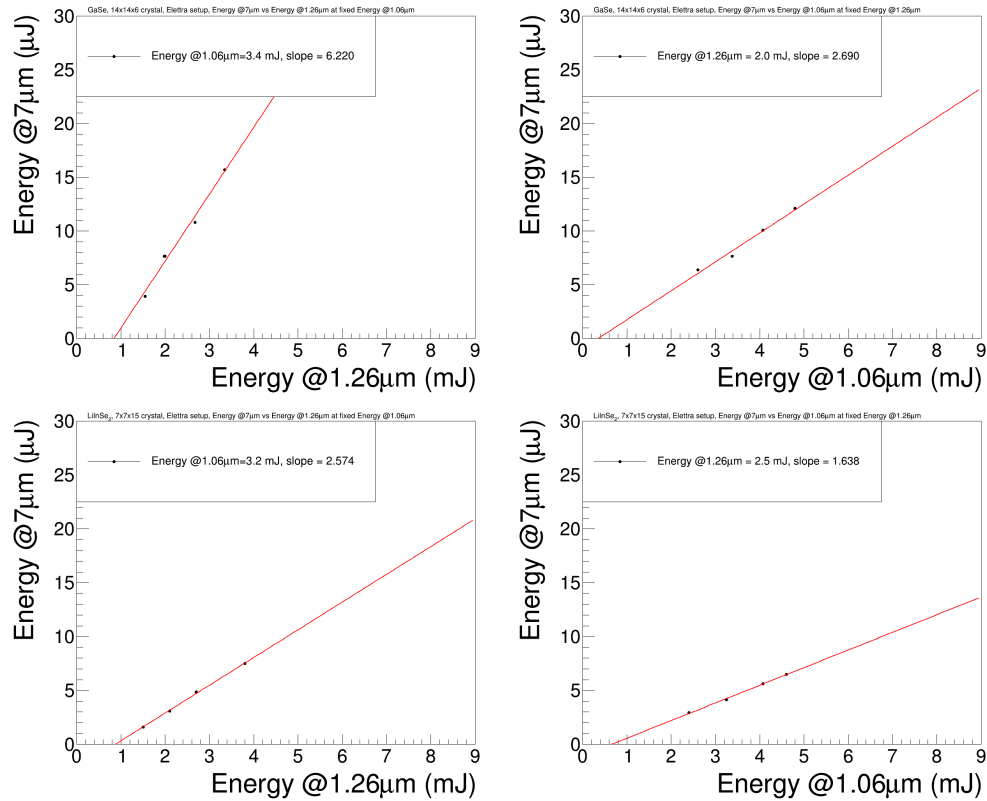 GaSe, 14x14x6 crystal, Elettra setup, Energy @7μm vs Energy @1.26μm at fixed Energy @1.06μm
Energy @7μm (μJ)
30
25
20
15
10
5
0
Energy @1.06μm=3.4 mJ, slope = 6.220
0 1 2 3 4 5 6 7 8 9
Energy @1.26μm (mJ)
GaSe, 14x14x6 crystal, Elettra setup, Energy @7μm vs Energy @1.06μm at fixed Energy @1.26μm
Energy @7μm (μJ)
30
25
20
15
10
5
0
Energy @1.26μm = 2.0 mJ, slope = 2.690
0 1 2 3 4 5 6 7 8 9
Energy @1.06μm (mJ)
LiInSe₂, 7x7x15 crystal, Elettra setup, Energy @7μm vs Energy @1.26μm at fixed Energy @1.06μm
Energy @7μm (μJ)
30
25
20
15
10
5
0
Energy @1.06μm=3.2 mJ, slope = 2.574
0 1 2 3 4 5 6 7 8 9
Energy @1.26μm (mJ)
LiInSe₂, 7x7x15 crystal, Elettra setup, Energy @7μm vs Energy @1.06μm at fixed Energy @1.26μm
Energy @7μm (μJ)
30
25
20
15
10
5
0
Energy @1.26μm = 2.5 mJ, slope = 1.638
0 1 2 3 4 5 6 7 8 9
Energy @1.06μm (mJ)